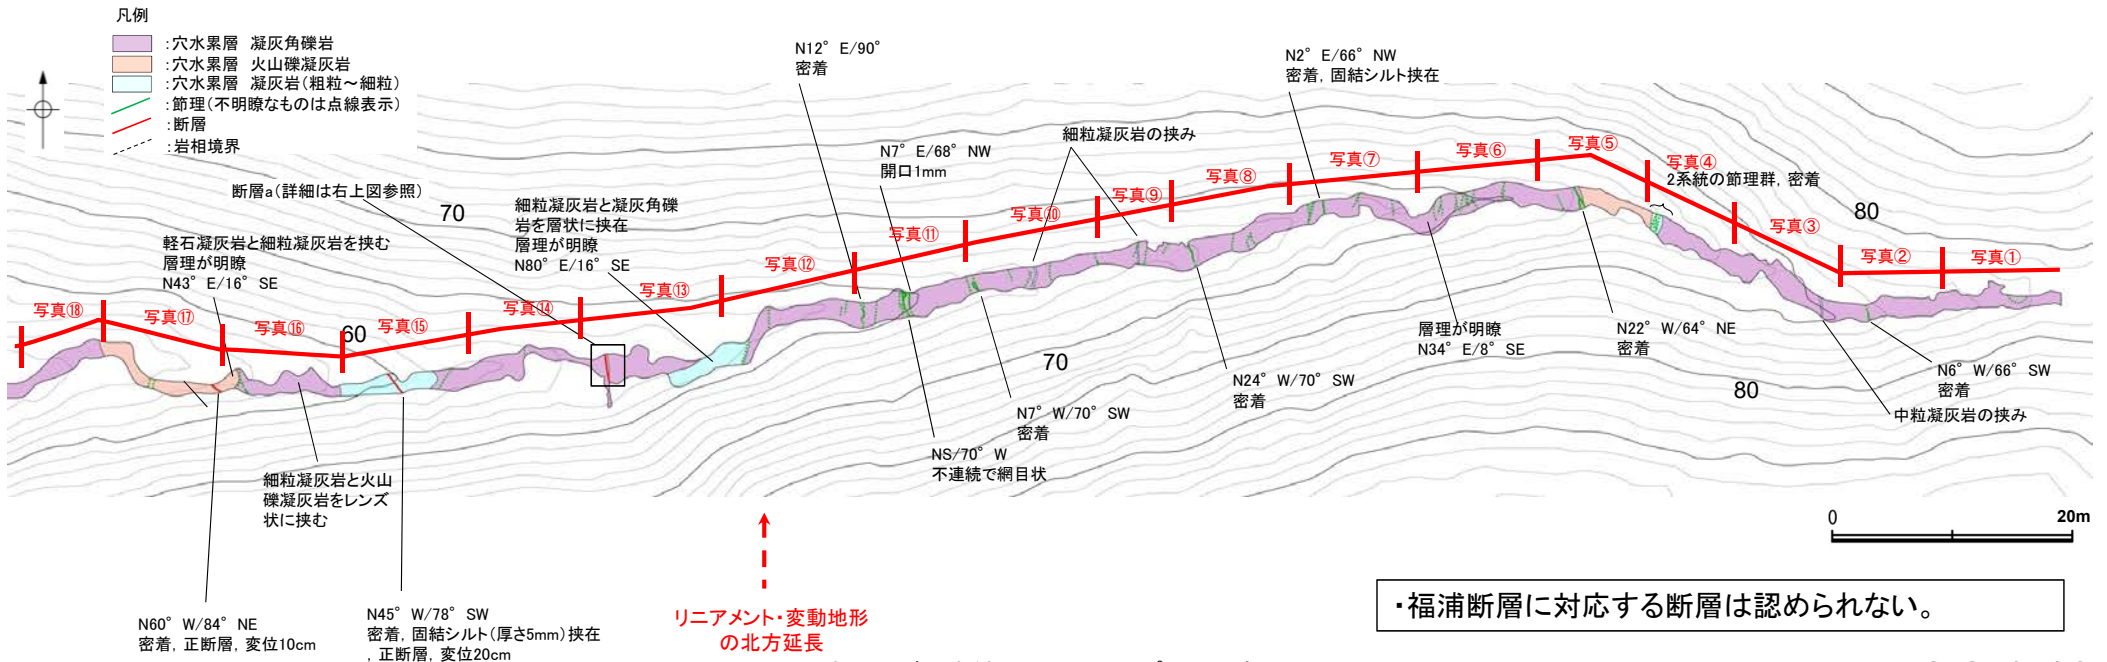 凡例
:穴水累層 凝灰角礫岩
:穴水累層 火山礫凝灰岩
:穴水累層 凝灰岩(粗粒～細粒)
:節理(不明瞭なものは点線表示)
:断層
:岩相境界
断層a(詳細は右上図参照)
70
軽石凝灰岩と細粒凝灰岩を挟む
層理が明瞭
N43° E/16° SE
細粒凝灰岩と凝灰角礫
岩を層状に挟在
層理が明瞭
N80° E/16° SE
N12° E/90°
密着
N7° E/68° NW
開口1mm
細粒凝灰岩の挟み
N2° E/66° NW
密着, 固結シルト挟在
2系統の節理群, 密着
80
写真⑱
写真⑰
写真⑯
60
写真⑮
写真⑭
写真⑬
写真⑫
写真⑪
写真⑩
写真⑨
写真⑧
写真⑦
写真⑥
写真⑤
写真④
写真③
写真②
写真①
細粒凝灰岩と火山
礫凝灰岩をレンズ
状に挟む
N60° W/84° NE
密着, 正断層, 変位10cm
N45° W/78° SW
密着, 固結シルト(厚さ5mm)挟在
, 正断層, 変位20cm
リニアメント・変動地形
の北方延長
NS/70° W
不連続で網目状
N7° W/70° SW
密着
70
N24° W/70° SW
密着
層理が明瞭
N34° E/8° SE
N22° W/64° NE
密着
80
N6° W/66° SW
密着
中粒凝灰岩の挟み
0 20m
・福浦断層に対応する断層は認められない。